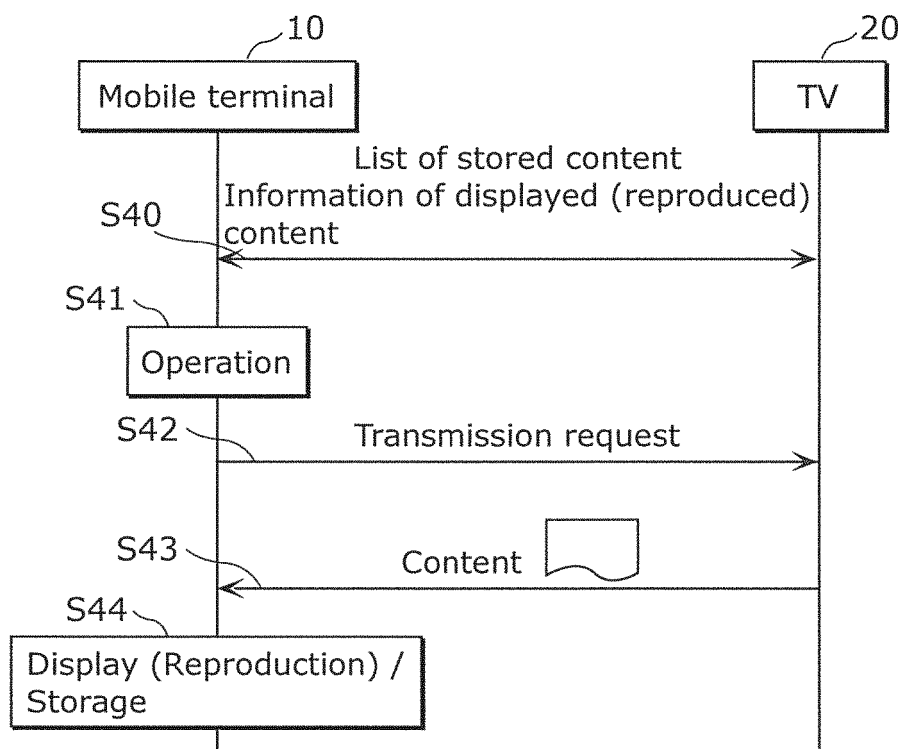 10
20
Mobile terminal
TV
List of stored content
Information of displayed (reproduced)
content
S40
S41
Operation
S42
Transmission request
S43
Content
S44
Display (Reproduction) /
Storage